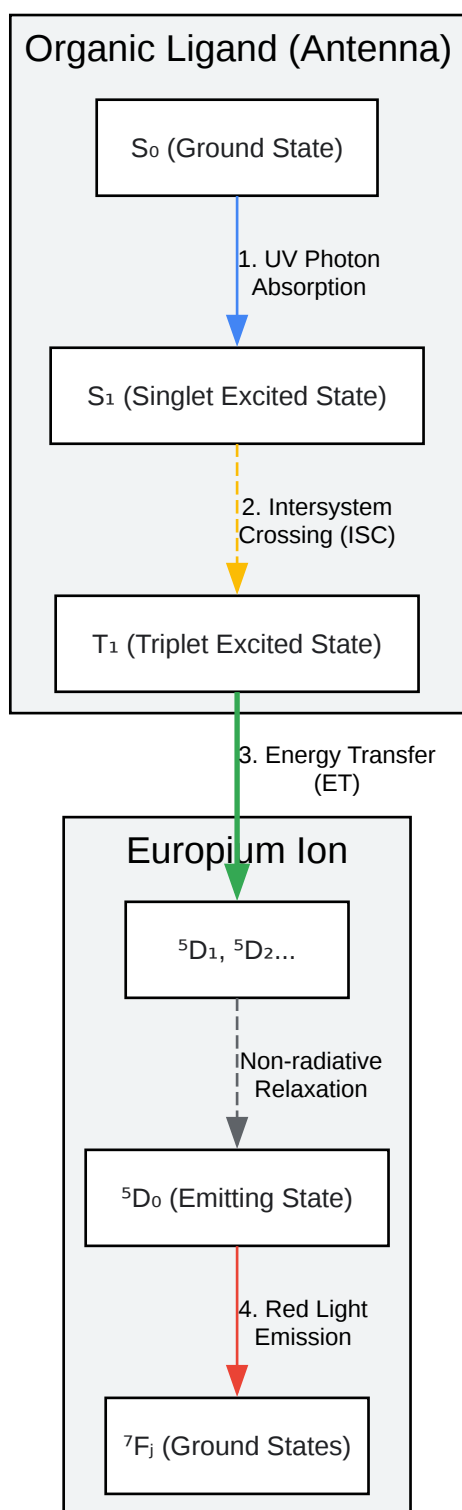 Organic Ligand (Antenna)
S₀ (Ground State)
1. UV Photon
Absorption
S₁ (Singlet Excited State)
2. Intersystem
Crossing (ISC)
T₁ (Triplet Excited State)
3. Energy Transfer
(ET)
Europium Ion
⁵D₁, ⁵D₂...
Non-radiative
Relaxation
⁵D₀ (Emitting State)
4. Red Light
Emission
⁷Fⱼ (Ground States)